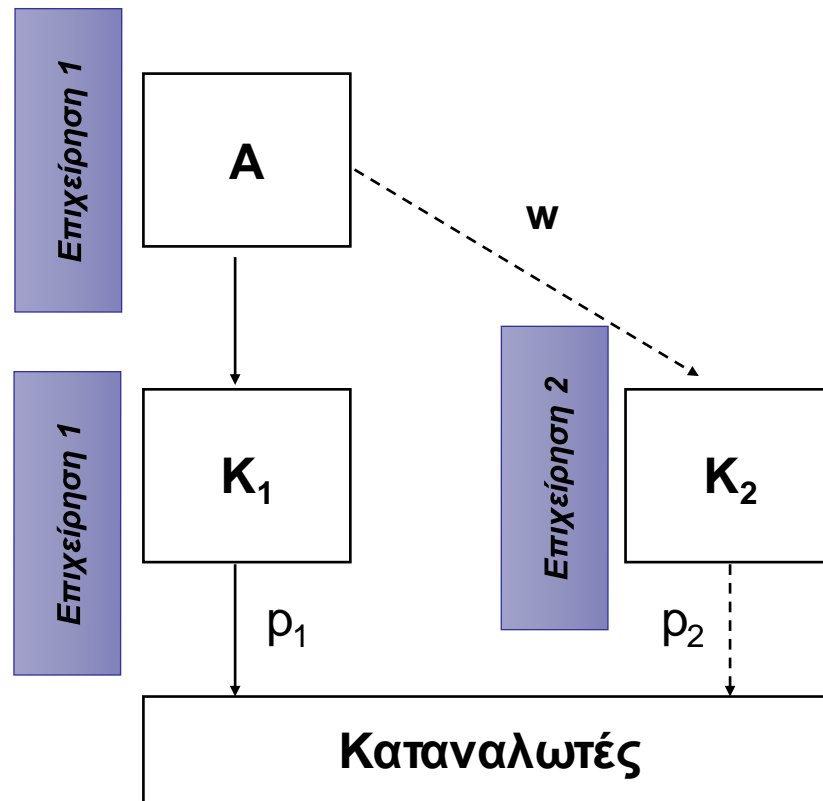 Επιχείρηση 1
A
w
Επιχείρηση 1
K₁
Επιχείρηση 2
K₂
p₁
p₂
Καταναλωτές